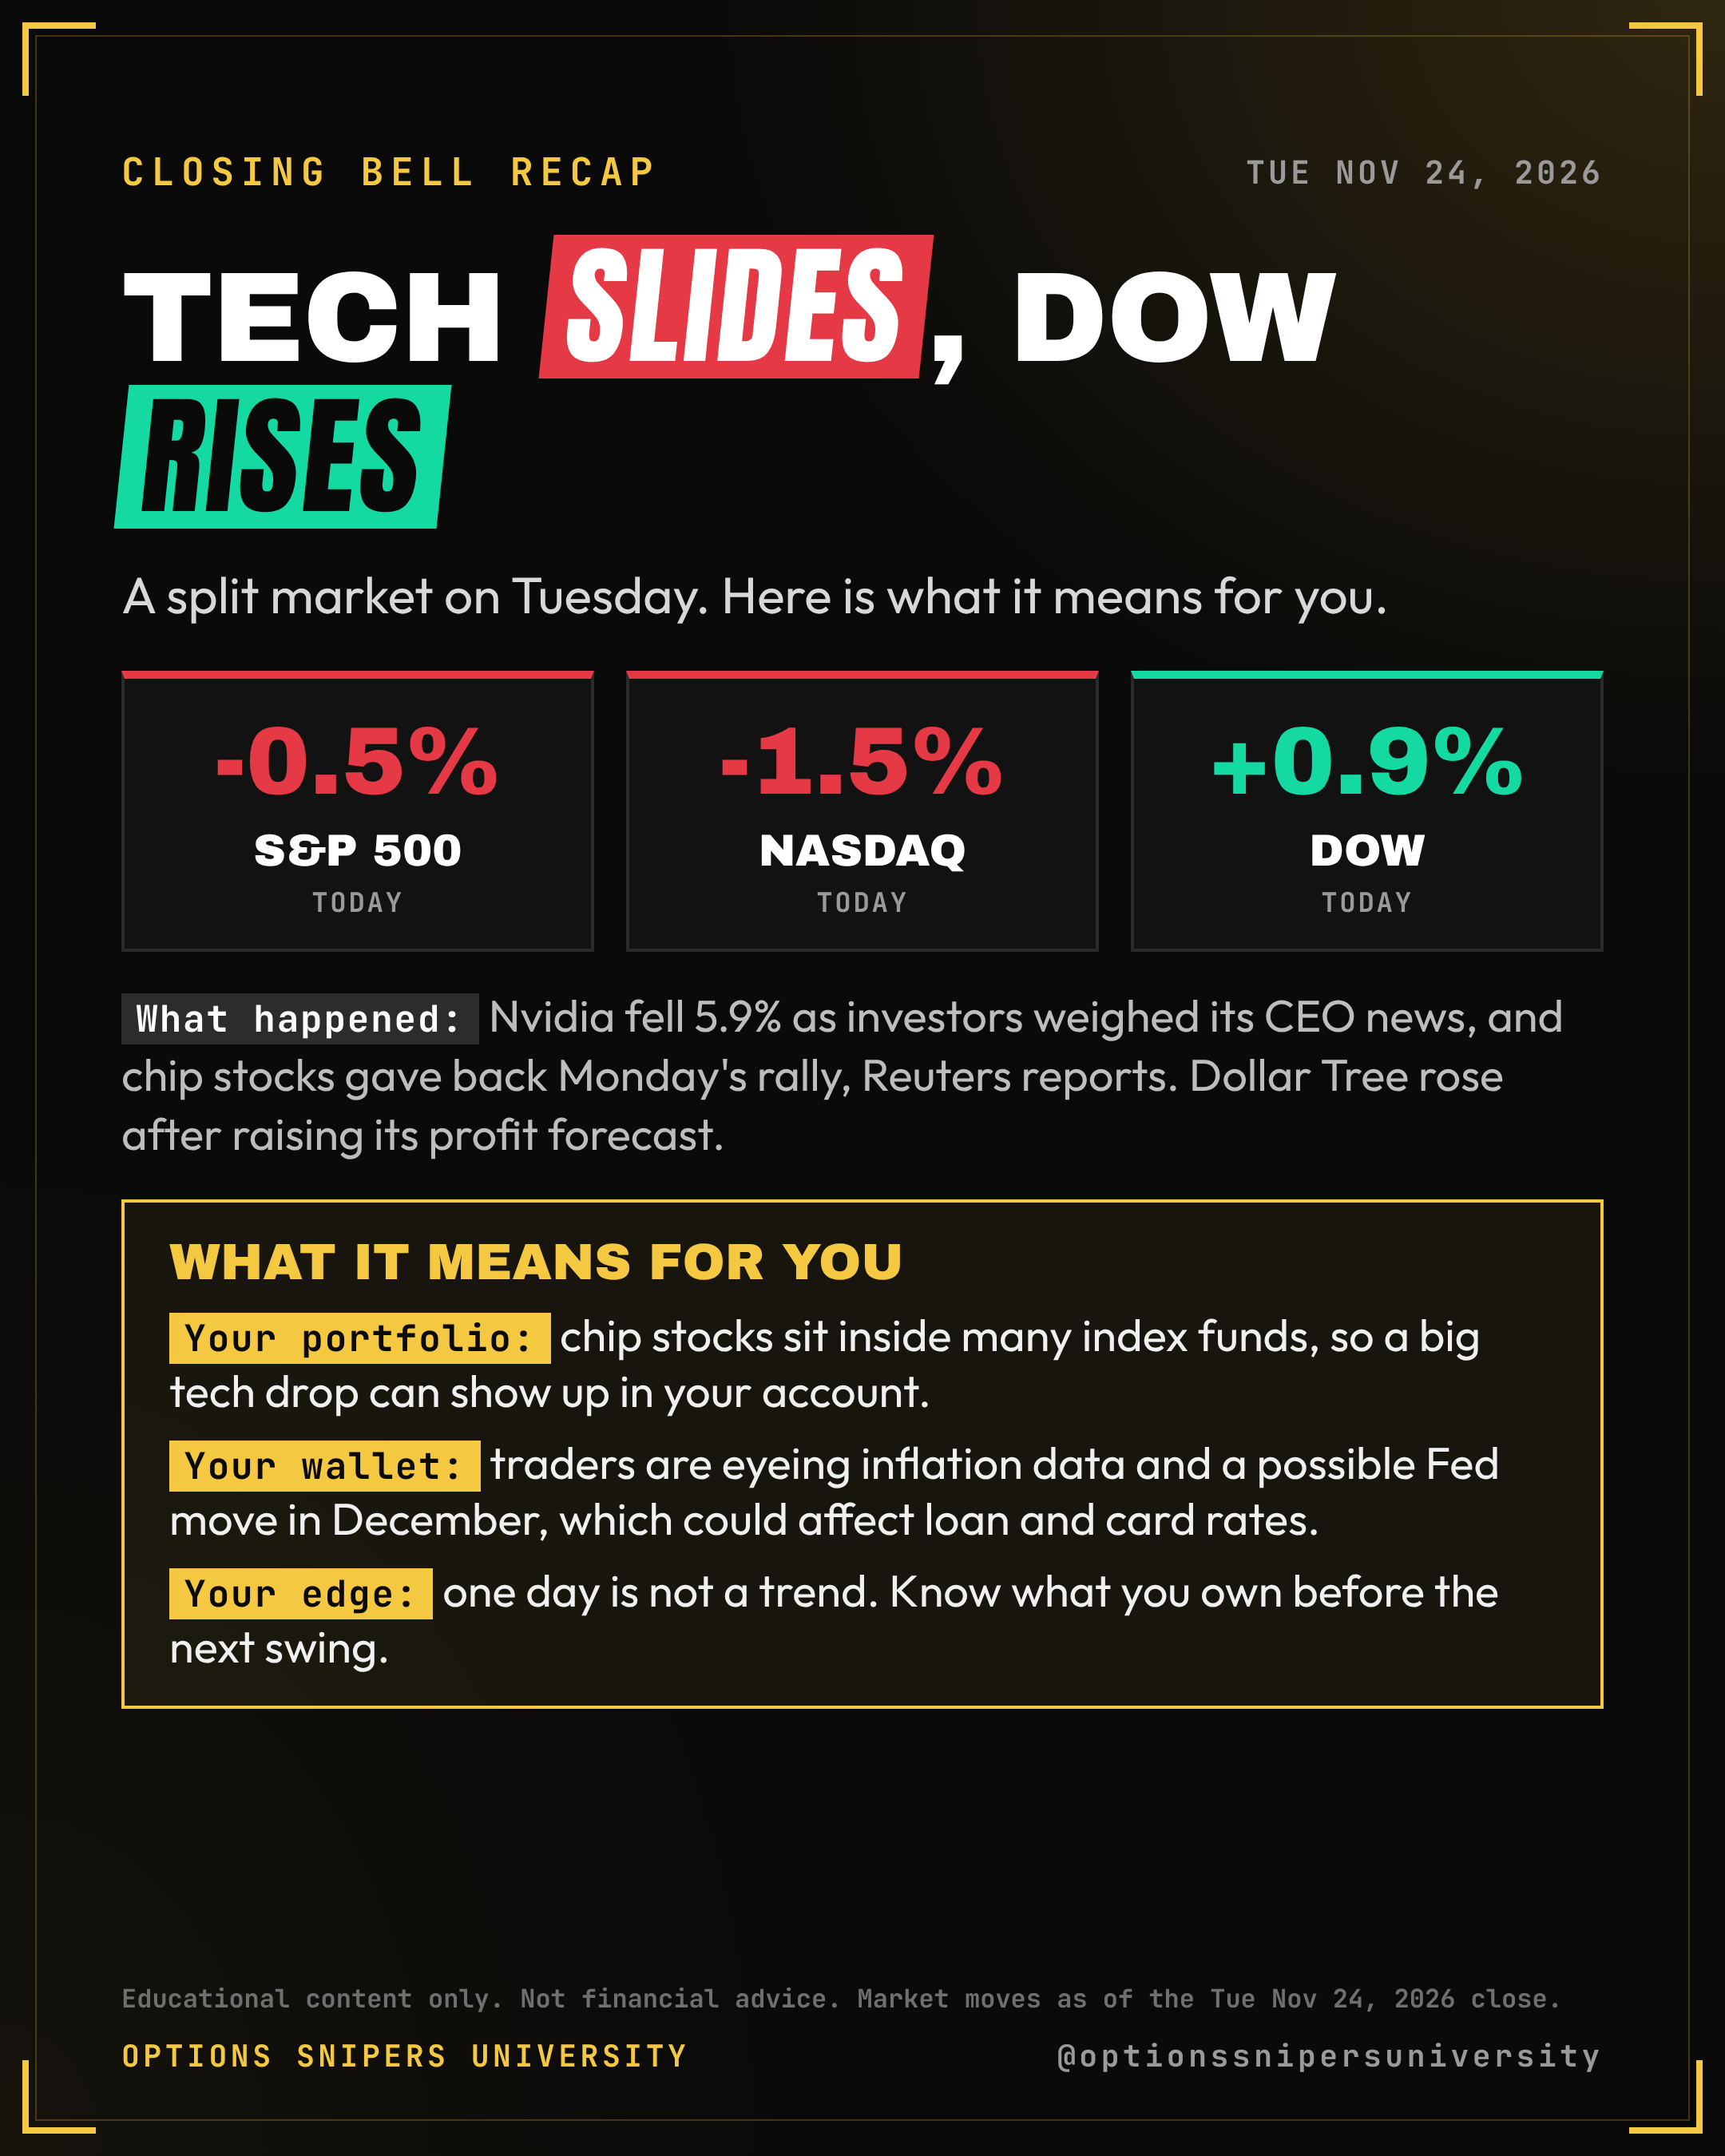 CLOSING BELL RECAP
TUE NOV 24, 2026
TECH SLIDES, DOW
RISES
A split market on Tuesday. Here is what it means for you.
-0.5%
S&P 500
TODAY
-1.5%
NASDAQ
TODAY
+0.9%
DOW
TODAY
What happened: Nvidia fell 5.9% as investors weighed its CEO news, and
chip stocks gave back Monday's rally, Reuters reports. Dollar Tree rose
after raising its profit forecast.
WHAT IT MEANS FOR YOU
Your portfolio: chip stocks sit inside many index funds, so a big
tech drop can show up in your account.
Your wallet: traders are eyeing inflation data and a possible Fed
move in December, which could affect loan and card rates.
Your edge: one day is not a trend. Know what you own before the
next swing.
Educational content only. Not financial advice. Market moves as of the Tue Nov 24, 2026 close.
OPTIONS SNIPERS UNIVERSITY
@optionssnipersuniversity